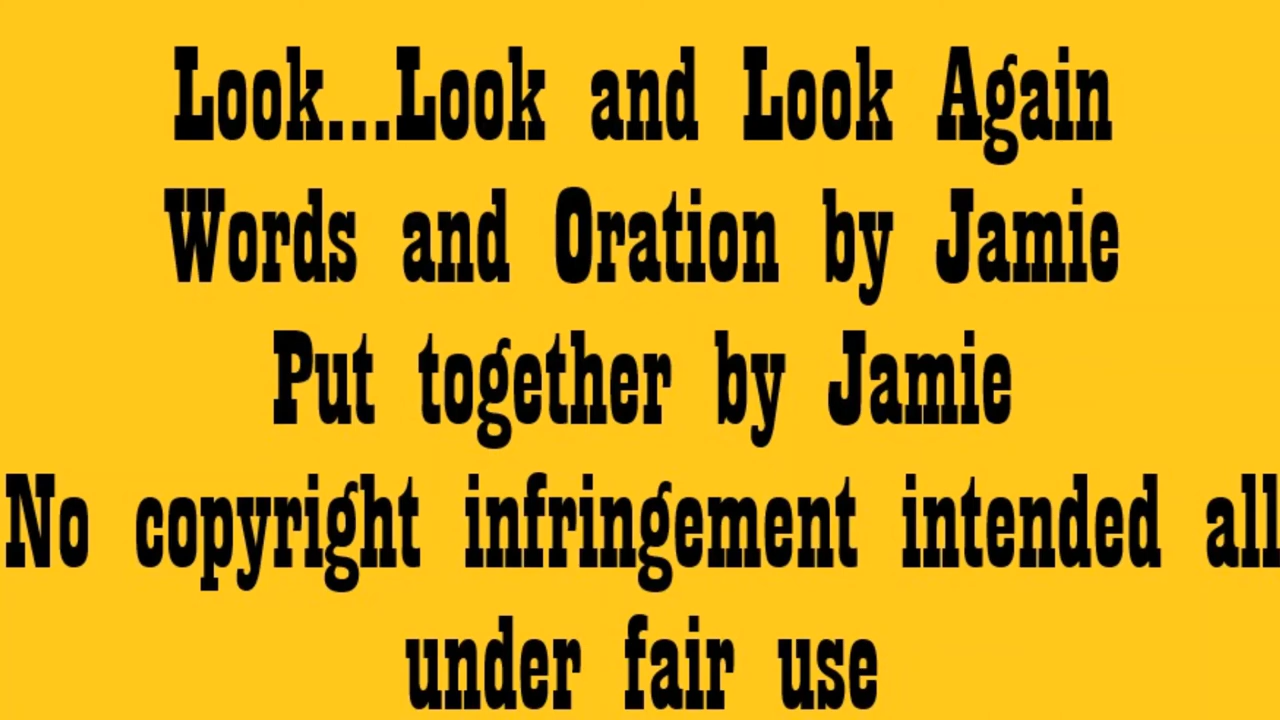 Look...Look and Look Again
Words and Oration by Jamie
Put together by Jamie
No copyright infringement intended all
under fair use